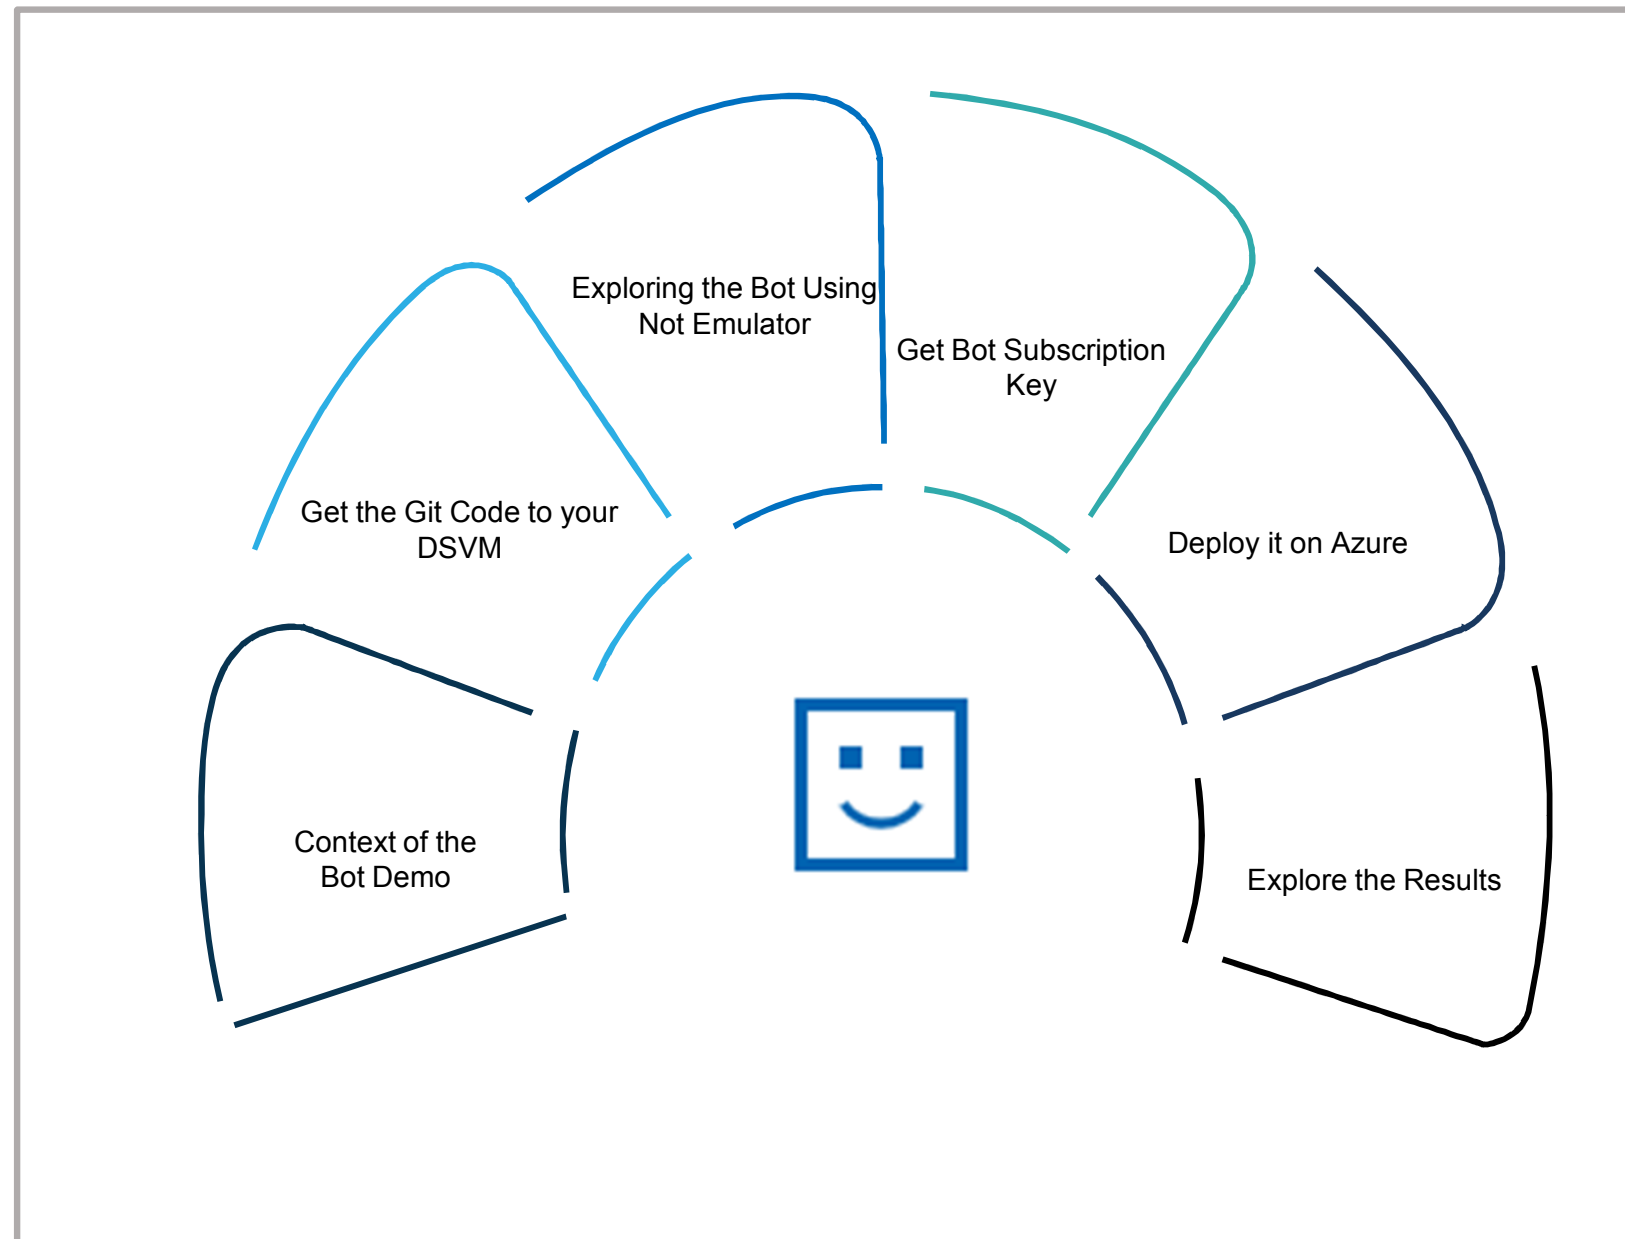 Context of the
Bot Demo
Get the Git Code to your
DSVM
Exploring the Bot Using
Not Emulator
Get Bot Subscription
Key
Deploy it on Azure
Explore the Results